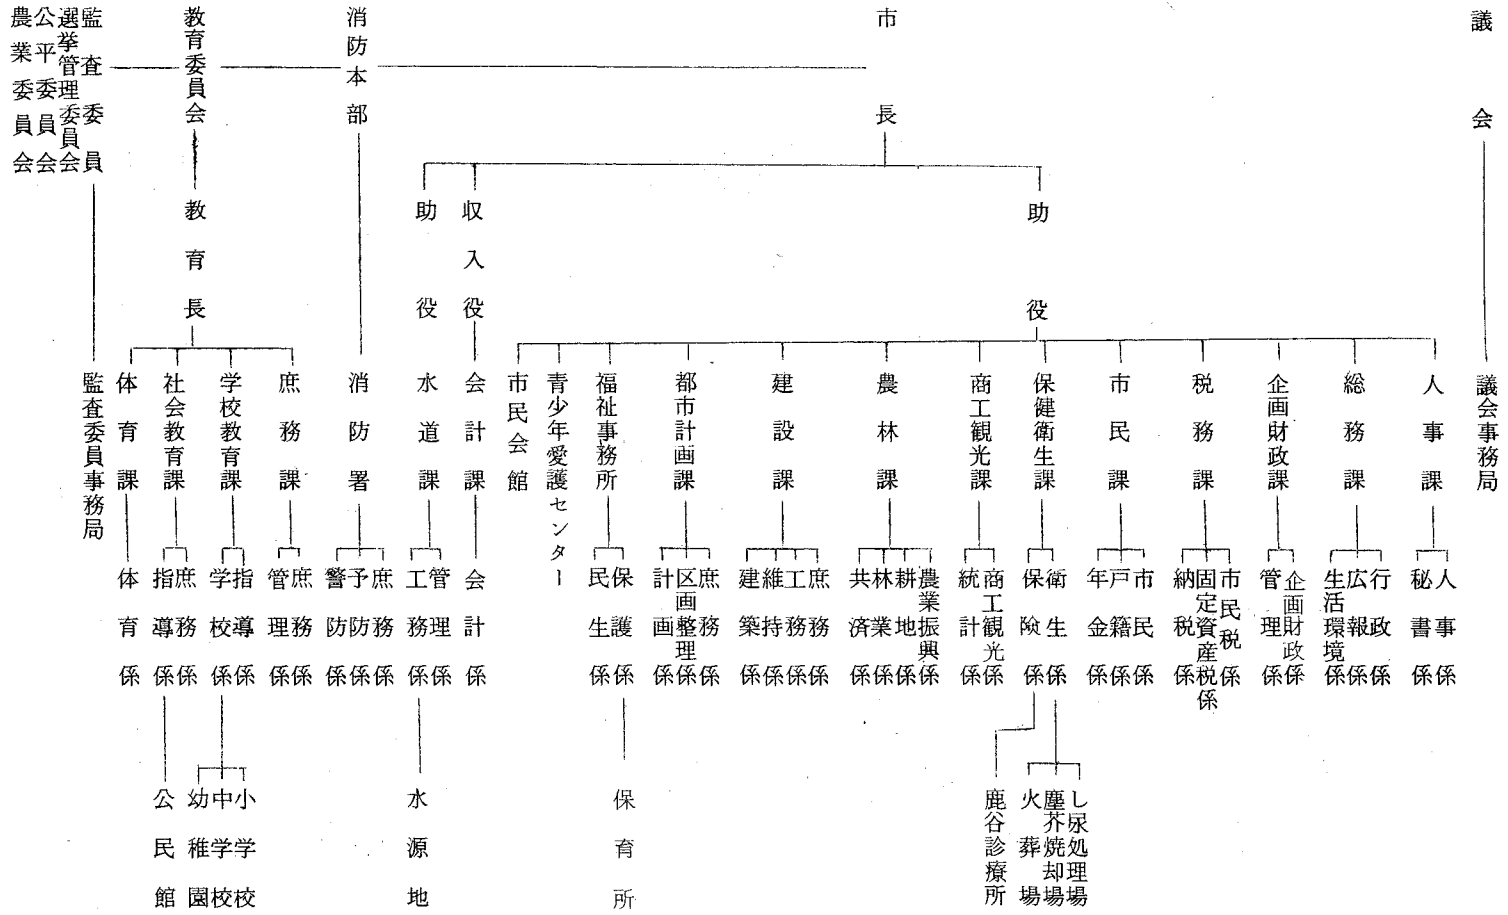 議会
市長
消防本部
教育委員会
監査委員
選挙管理委員会
公平委員会
農業委員会
助役
収入役
助役
教育長
議会事務局
人事課
総務課
企画財政課
税務課
市民課
保健衛生課
商工観光課
農林課
建設課
都市計画課
福祉事務所
青少年愛護センター
市民会館
会計課
水道課
消防署
庶務課
学校教育課
社会教育課
体育課
監査委員事務局
人事係
秘書係
行政係
広報係
生活環境係
企画財政係
管理係
市民税係
固定資産税係
納税係
市民係
戸籍係
年金係
衛生係
保険係
商工観光係
統計係
農業振興係
耕地係
林業係
共済係
庶務係
工務係
維持係
建築係
庶務係
区画整理係
計画係
保護係
民生係
会計係
管理係
工務係
庶務係
予防係
警防係
庶務係
管理係
指導係
学校係
庶務係
指導係
体育係
し尿処理場
塵芥焼却場
火葬場
鹿谷診療所
保育所
水源地
小学校
中学校
幼稚園
公民館